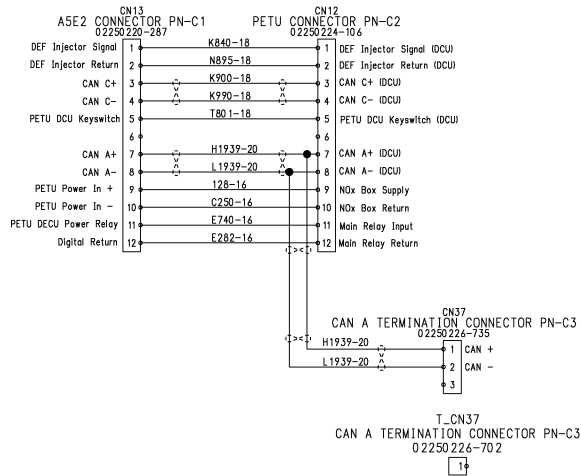 CN13
A5E2 CONNECTOR PN-C1
02250220-287
CN12
PETU CONNECTOR PN-C2
02250224-106
DEF Injector Signal 1 K840-18 1 DEF Injector Signal (DCU)
DEF Injector Return 2 N895-18 2 DEF Injector Return (DCU)
CAN C+ 3 K900-18 3 CAN C+ (DCU)
CAN C- 4 K990-18 4 CAN C- (DCU)
PETU DCU Keyswitch 5 T801-18 5 PETU DCU Keyswitch (DCU)
6 6
CAN A+ 7 H1939-20 7 CAN A+ (DCU)
CAN A- 8 L1939-20 8 CAN A- (DCU)
PETU Power In + 9 128-16 9 NOx Box Supply
PETU Power In - 10 C250-16 10 NOx Box Return
PETU DECU Power Relay 11 E740-16 11 Main Relay Input
Digital Return 12 E282-16 12 Main Relay Return
CN37
CAN A TERMINATION CONNECTOR PN-C3
02250226-735
H1939-20 1 CAN +
L1939-20 2 CAN -
3
T_CN37
CAN A TERMINATION CONNECTOR PN-C3
02250226-702
1